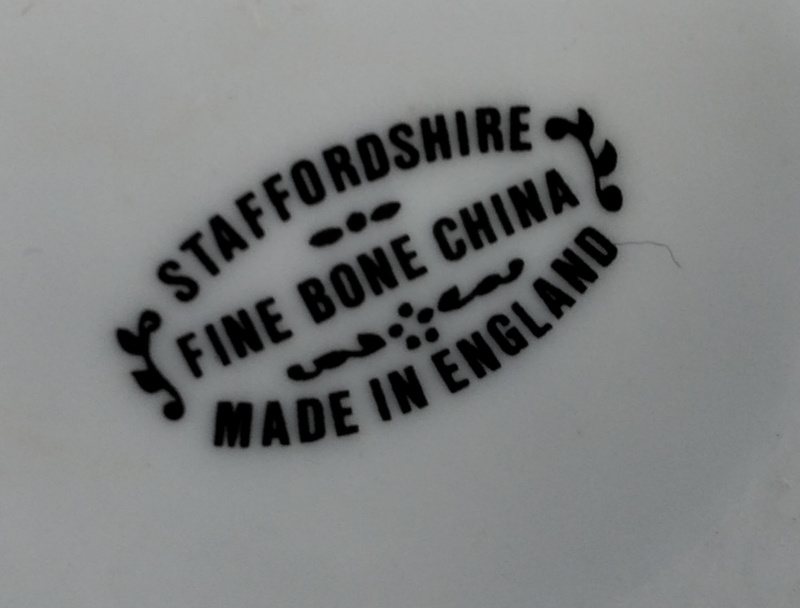 STAFFORDSHIRE
FINE BONE CHINA
MADE IN ENGLAND